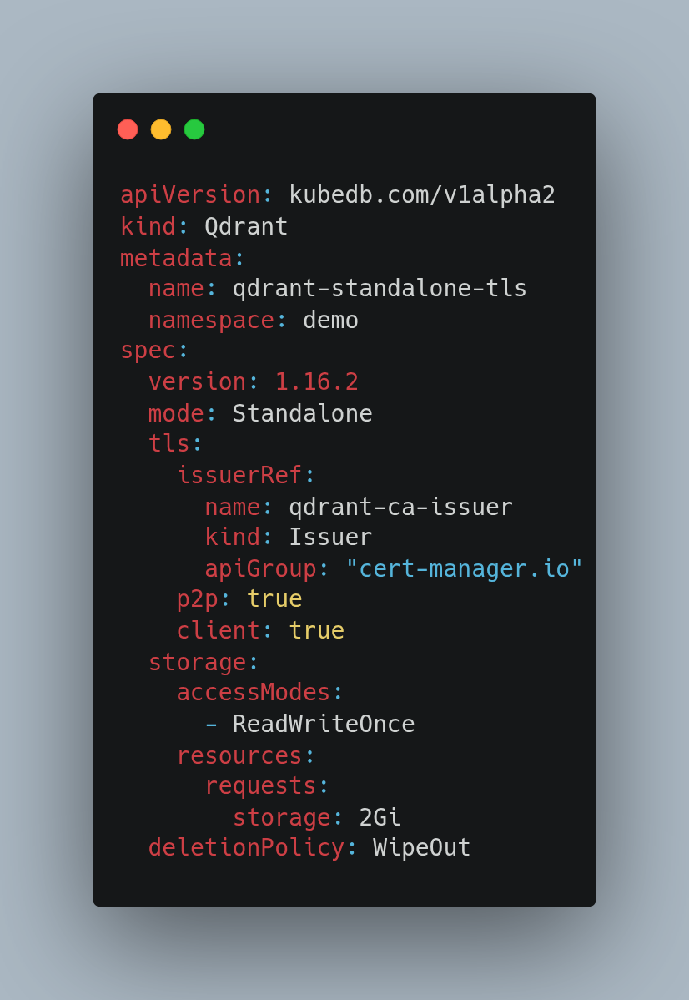 apiVersion: kubedb.com/v1alpha2
kind: Qdrant
metadata:
  name: qdrant-standalone-tls
  namespace: demo
spec:
  version: 1.16.2
  mode: Standalone
  tls:
    issuerRef:
      name: qdrant-ca-issuer
      kind: Issuer
      apiGroup: "cert-manager.io"
    p2p: true
    client: true
  storage:
    accessModes:
      - ReadWriteOnce
    resources:
      requests:
        storage: 2Gi
  deletionPolicy: WipeOut